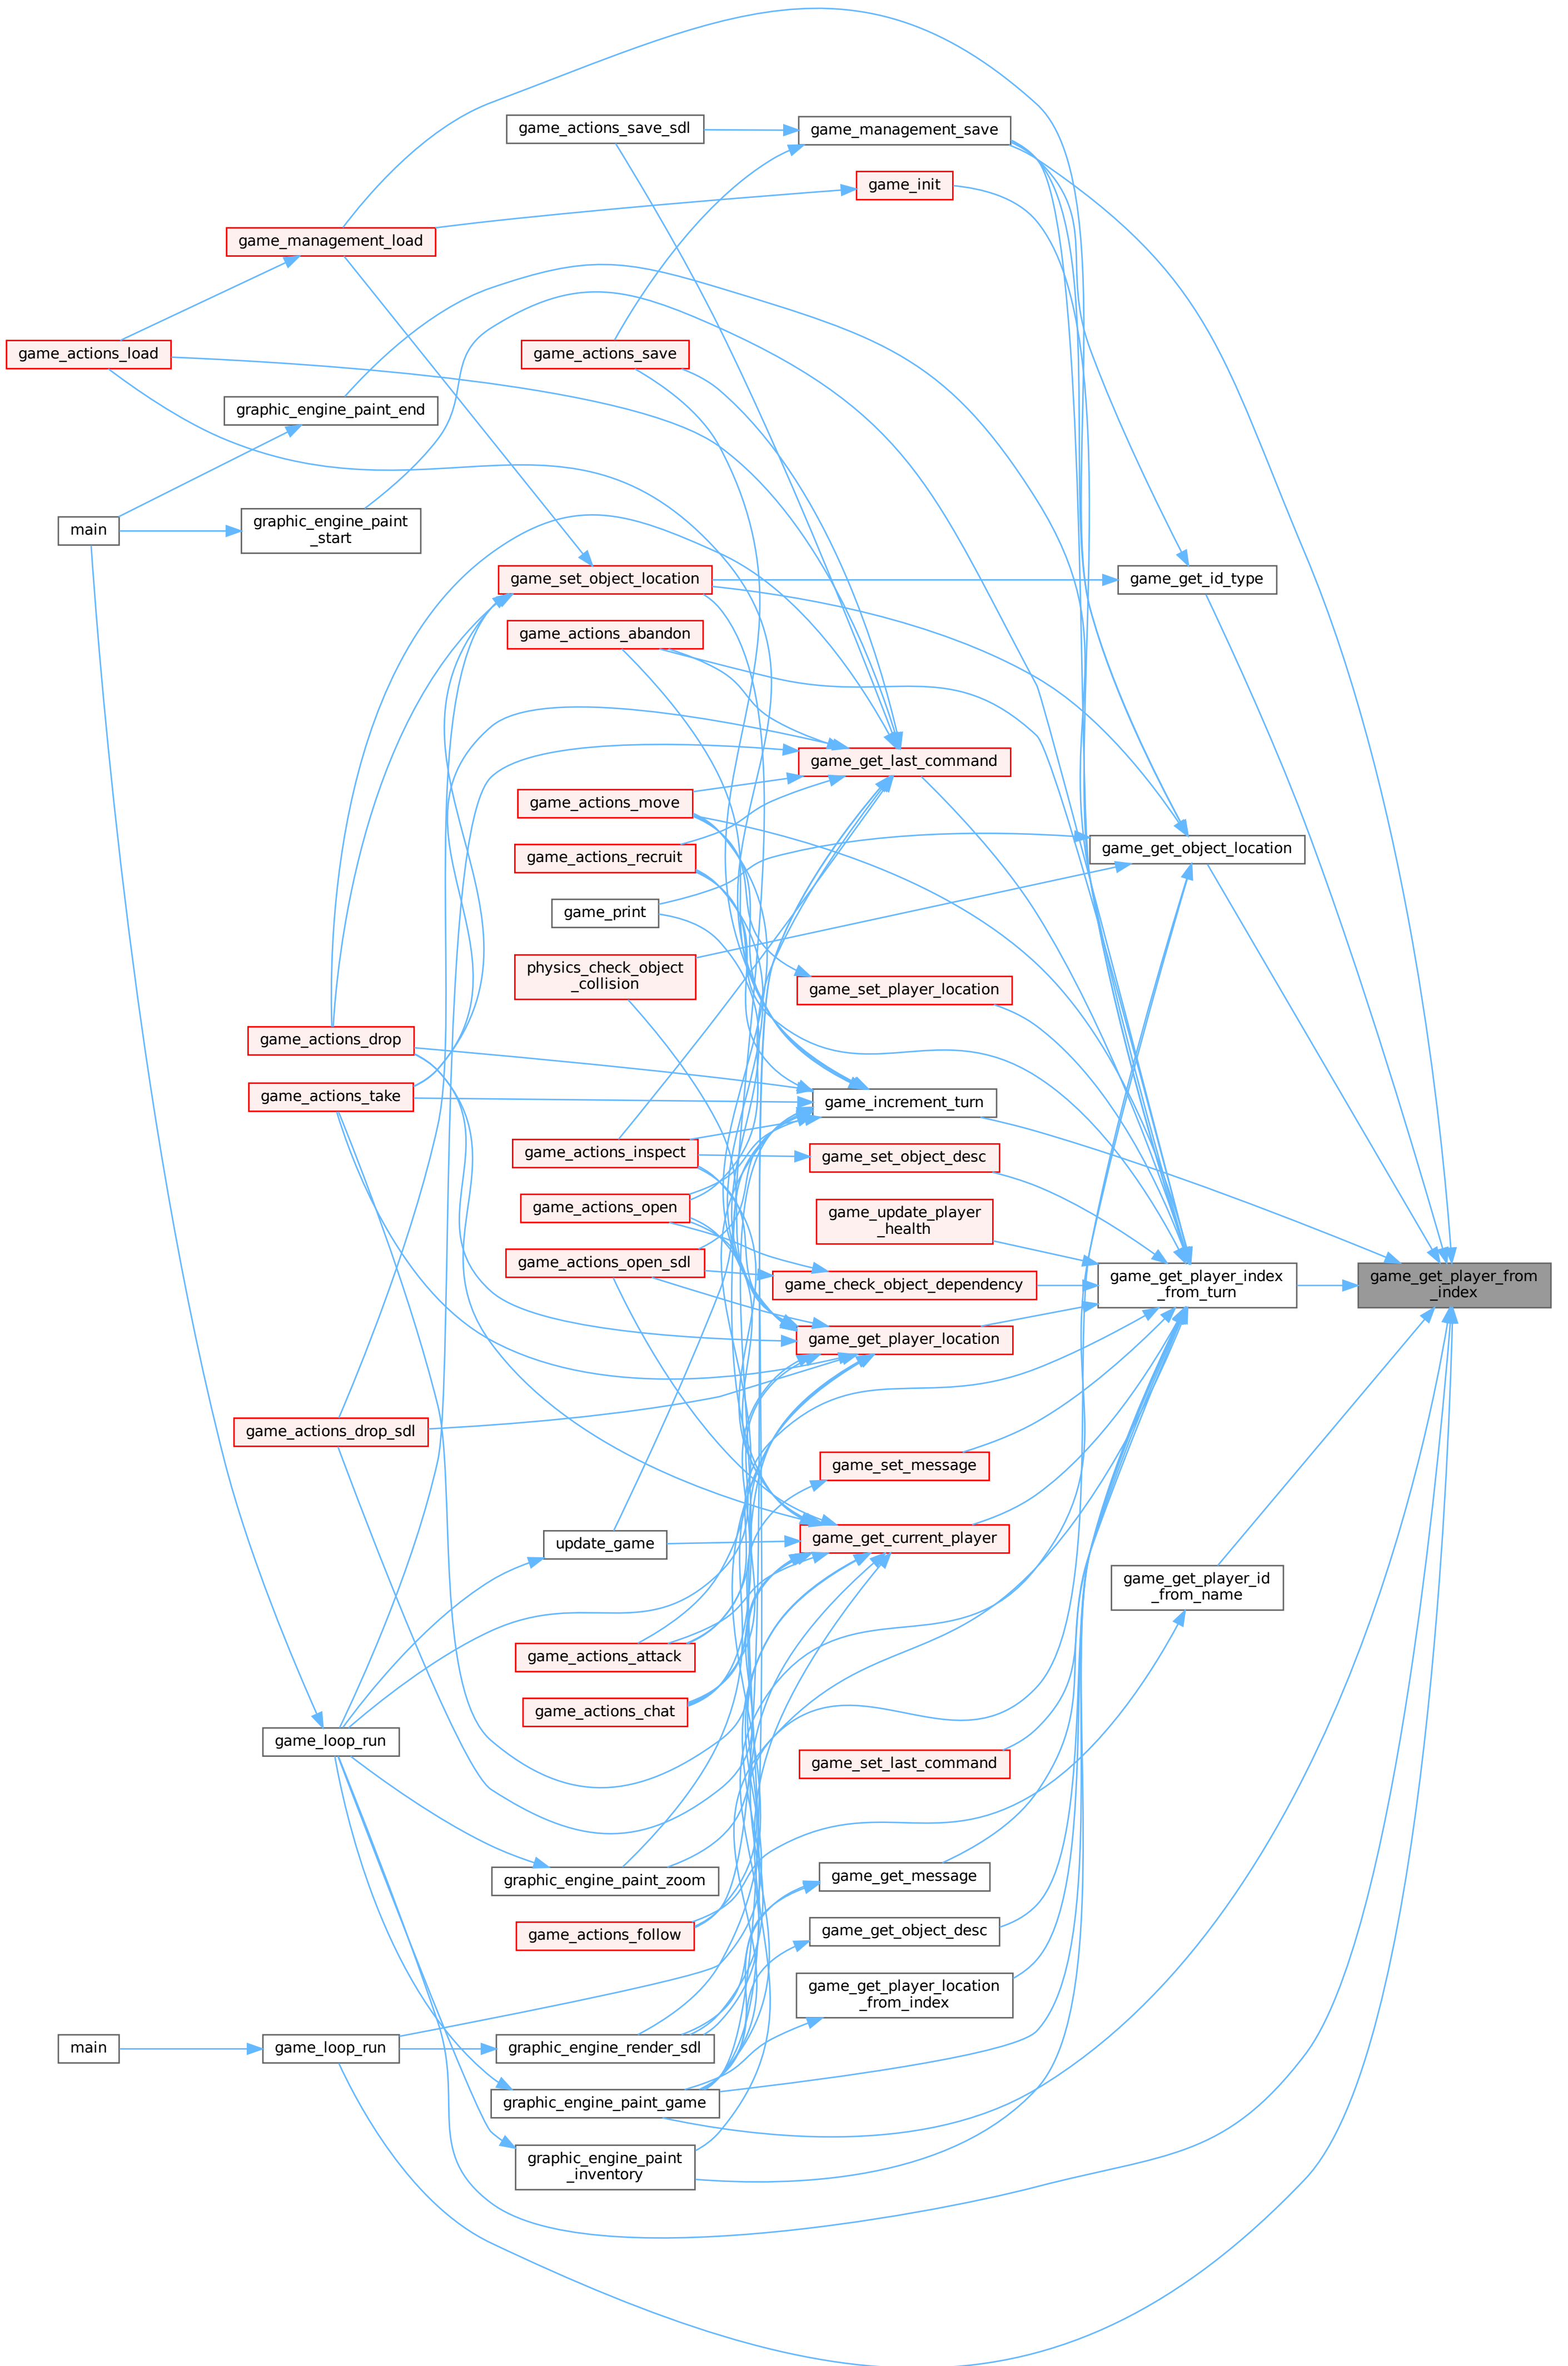 game_actions_save_sdl
game_management_save
game_init
game_management_load
game_actions_load
game_actions_save
graphic_engine_paint_end
main
graphic_engine_paint
_start
game_set_object_location
game_get_id_type
game_actions_abandon
game_get_last_command
game_actions_move
game_actions_recruit
game_get_object_location
game_print
physics_check_object
_collision
game_set_player_location
game_actions_drop
game_actions_take
game_increment_turn
game_actions_inspect
game_set_object_desc
game_actions_open
game_update_player
_health
game_actions_open_sdl
game_check_object_dependency
game_get_player_index
_from_turn
game_get_player_from
_index
game_get_player_location
game_actions_drop_sdl
game_set_message
update_game
game_get_current_player
game_get_player_id
_from_name
game_actions_attack
game_actions_chat
game_loop_run
game_set_last_command
graphic_engine_paint_zoom
game_get_message
game_actions_follow
game_get_object_desc
game_get_player_location
_from_index
main
game_loop_run
graphic_engine_render_sdl
graphic_engine_paint_game
graphic_engine_paint
_inventory